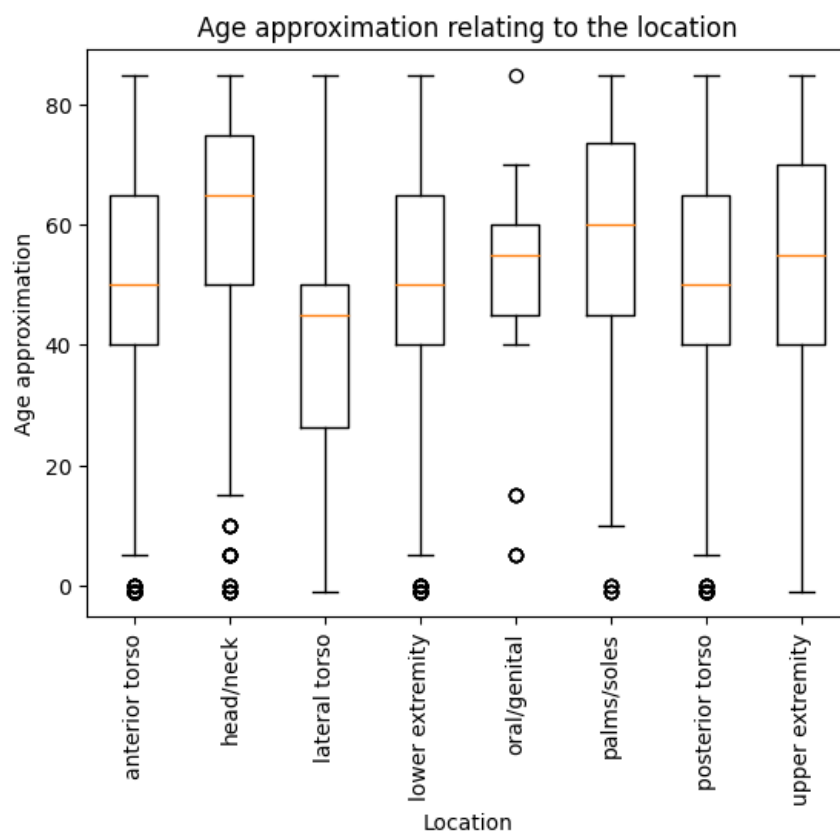 Age approximation relating to the location
Age approximation
80
60
40
20
0
anterior torso
head/neck
lateral torso
lower extremity
oral/genital
palms/soles
posterior torso
upper extremity
Location